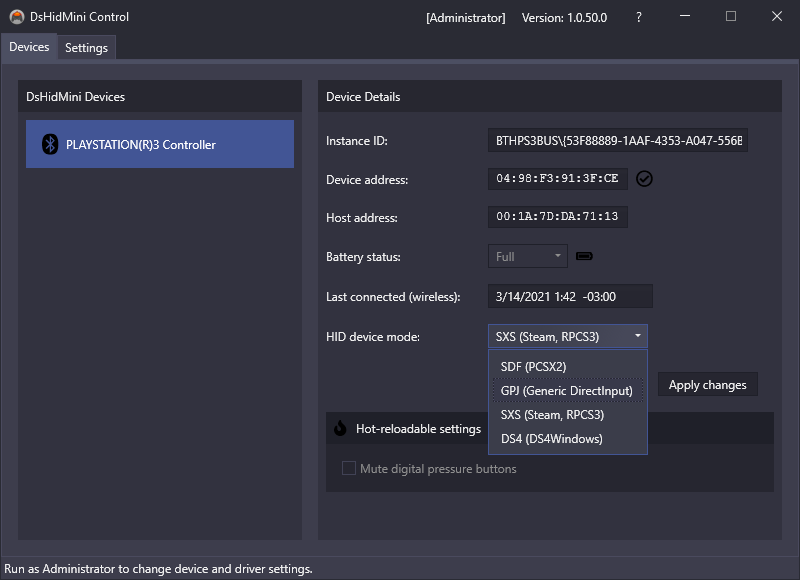 DsHidMini Control
[Administrator] Version: 1.0.50.0 ?
Devices Settings
DsHidMini Devices
PLAYSTATION(R)3 Controller
Device Details
Instance ID: BTHPS3BUS\{53F88889-1AAF-4353-A047-556B
Device address: 04:98:F3:91:3F:CE
Host address: 00:1A:7D:DA:71:13
Battery status: Full
Last connected (wireless): 3/14/2021 1:42 -03:00
HID device mode: SXS (Steam, RPCS3)
SDF (PCSX2)
GPJ (Generic DirectInput)
SXS (Steam, RPCS3)
DS4 (DS4Windows)
Apply changes
Hot-reloadable settings
Mute digital pressure buttons
Run as Administrator to change device and driver settings.